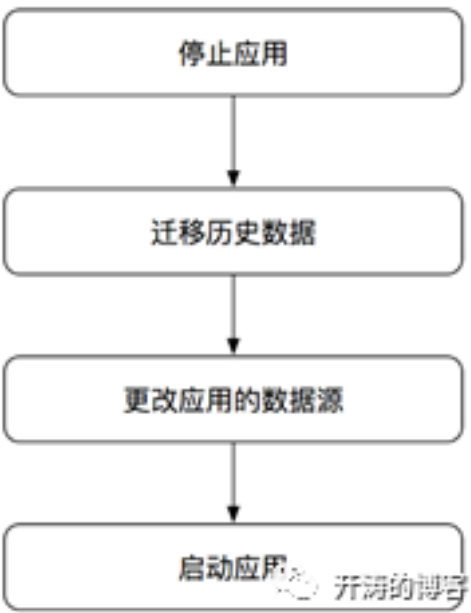 停止应用
迁移历史数据
更改应用的数据源
启动应用
开涛的博客